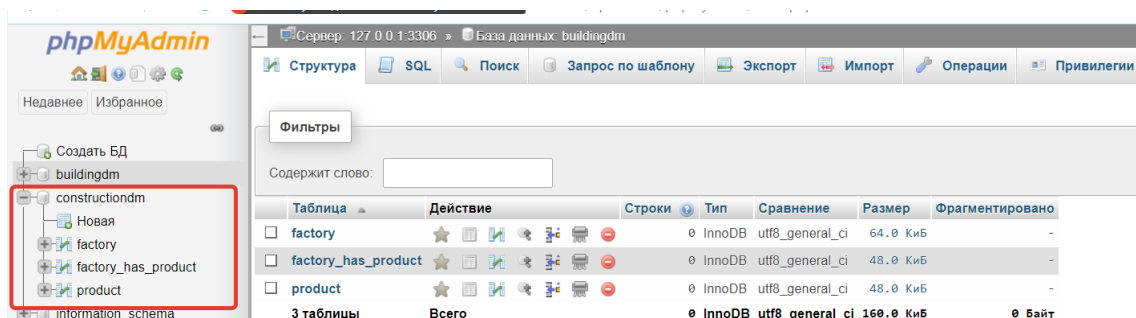 phpMyAdmin
Недавнее Избранное
Создать БД
buildingdm
constructiondm
Новая
factory
factory_has_product
product
information_schema
Сервер: 127.0.0.1:3306 » База данных: buildingdm
Структура SQL Поиск Запрос по шаблону Экспорт Импорт Операции Привилегии
Фильтры
Содержит слово:
Таблица Действие Строки Тип Сравнение Размер Фрагментировано
factory 0 InnoDB utf8_general_ci 64.0 КиБ -
factory_has_product 0 InnoDB utf8_general_ci 48.0 КиБ -
product 0 InnoDB utf8_general_ci 48.0 КиБ -
3 таблицы Всего 0 InnoDB utf8_general_ci 160.0 КиБ 0 Байт